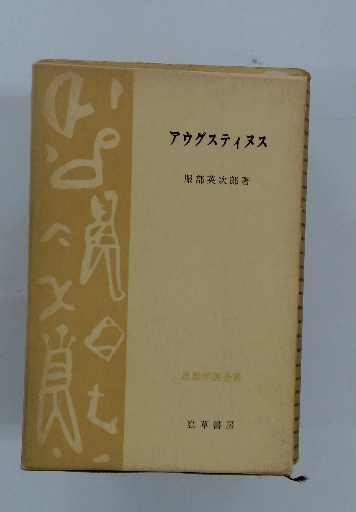 アウグスティヌス
服部英次郎著
思想学説全書
勁草書房